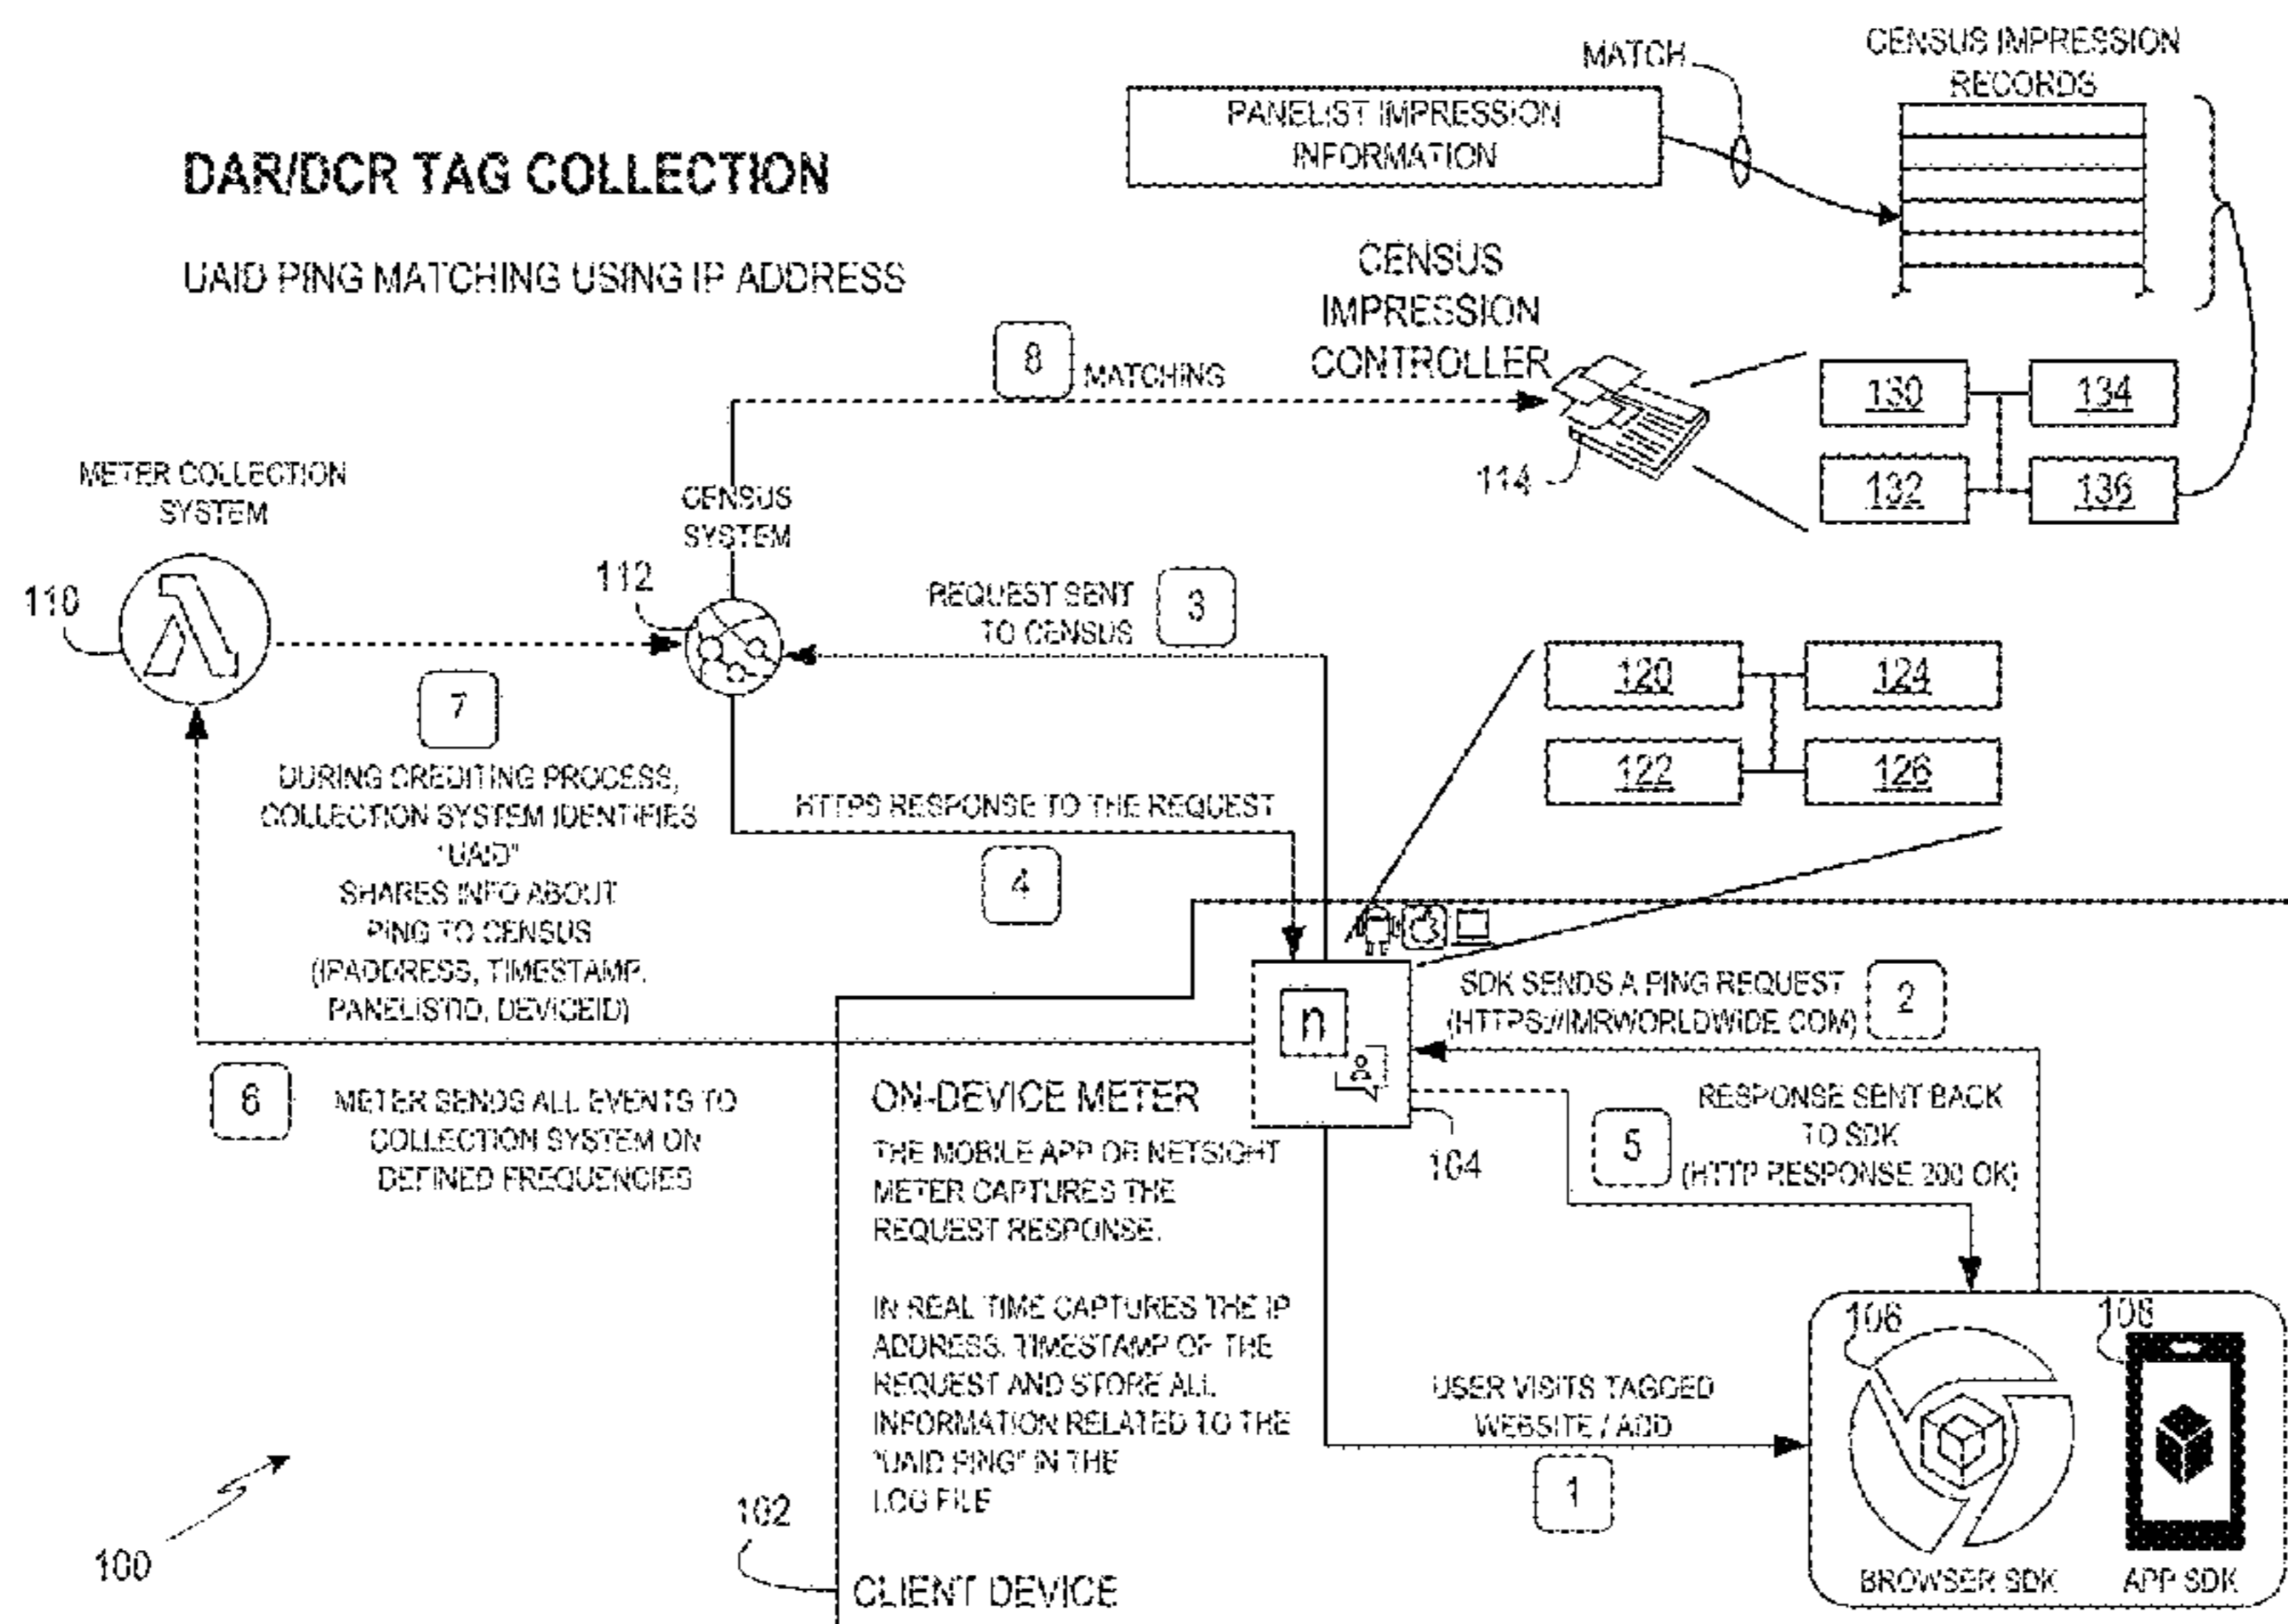 DAR/DCR TAG COLLECTION
UAID PING MATCHING USING IP ADDRESS
PANELIST IMPRESSION
INFORMATION
MATCH
CENSUS IMPRESSION
RECORDS
CENSUS
IMPRESSION
CONTROLLER
8
MATCHING
114
130
134
132
136
METER COLLECTION
SYSTEM
110
CENSUS
SYSTEM
112
REQUEST SENT
TO CENSUS
3
120
124
122
126
7
DURING CREDITING PROCESS,
COLLECTION SYSTEM IDENTIFIES
"UAID"
SHARES INFO ABOUT
PING TO CENSUS
(IPADDRESS, TIMESTAMP,
PANELISTID, DEVICEID)
HTTPS RESPONSE TO THE REQUEST
4
n
104
SDK SENDS A PING REQUEST
(HTTPS://IMRWORLDWIDE.COM)
2
6
METER SENDS ALL EVENTS TO
COLLECTION SYSTEM ON
DEFINED FREQUENCIES
ON-DEVICE METER
THE MOBILE APP OR NETSIGHT
METER CAPTURES THE
REQUEST RESPONSE.
IN REAL TIME CAPTURES THE IP
ADDRESS, TIMESTAMP OF THE
REQUEST AND STORE ALL
INFORMATION RELATED TO THE
"UAID PING" IN THE
LOG FILE
5
RESPONSE SENT BACK
TO SDK
(HTTP RESPONSE 200 OK)
USER VISITS TAGGED
WEBSITE / ADD
1
106
108
BROWSER SDK
APP SDK
102
CLIENT DEVICE
100